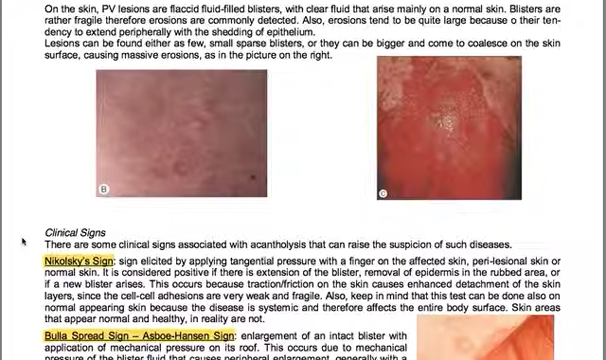 On the skin, PV lesions are flaccid fluid-filled blisters, with clear fluid that arise mainly on a normal skin. Blisters are
rather fragile therefore erosions are commonly detected. Also, erosions tend to be quite large because o their ten-
dency to extend peripherally with the shedding of epithelium.
Lesions can be found either as few, small sparse blisters, or they can be bigger and come to coalesce on the skin
surface, causing massive erosions, as in the picture on the right.
B
C
Clinical Signs
There are some clinical signs associated with acantholysis that can raise the suspicion of such diseases.
Nikolsky's Sign: sign elicited by applying tangential pressure with a finger on the affected skin, peri-lesional skin or
normal skin. It is considered positive if there is extension of the blister, removal of epidermis in the rubbed area, or
if a new blister arises. This occurs because traction/friction on the skin causes enhanced detachment of the skin
layers, since the cell-cell adhesions are very weak and fragile. Also, keep in mind that this test can be done also on
normal appearing skin because the disease is systemic and therefore affects the entire body surface. Skin areas
that appear normal and healthy, in reality are not.
Bulla Spread Sign – Asboe-Hansen Sign: enlargement of an intact blister with
application of mechanical pressure on its roof. This occurs due to mechanical
pressure of the blister fluid that causes peripheral enlargement, generally with a